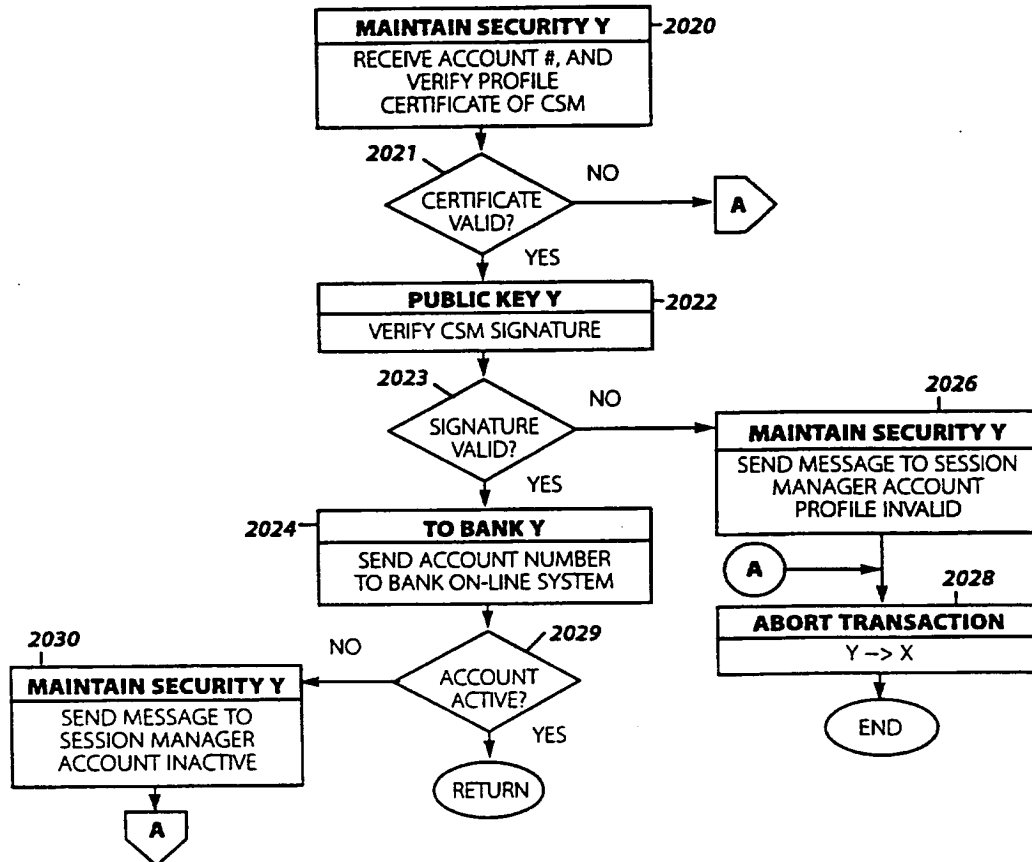 MAINTAIN SECURITY Y
2020
RECEIVE ACCOUNT #, AND
VERIFY PROFILE
CERTIFICATE OF CSM
2021
NO
CERTIFICATE
VALID?
A
YES
PUBLIC KEY Y
2022
VERIFY CSM SIGNATURE
2023
NO
SIGNATURE
VALID?
YES
2026
MAINTAIN SECURITY Y
SEND MESSAGE TO SESSION
MANAGER ACCOUNT
PROFILE INVALID
2024
TO BANK Y
SEND ACCOUNT NUMBER
TO BANK ON-LINE SYSTEM
A
2028
ABORT TRANSACTION
Y –> X
END
2029
NO
ACCOUNT
ACTIVE?
YES
RETURN
2030
MAINTAIN SECURITY Y
SEND MESSAGE TO
SESSION MANAGER
ACCOUNT INACTIVE
A